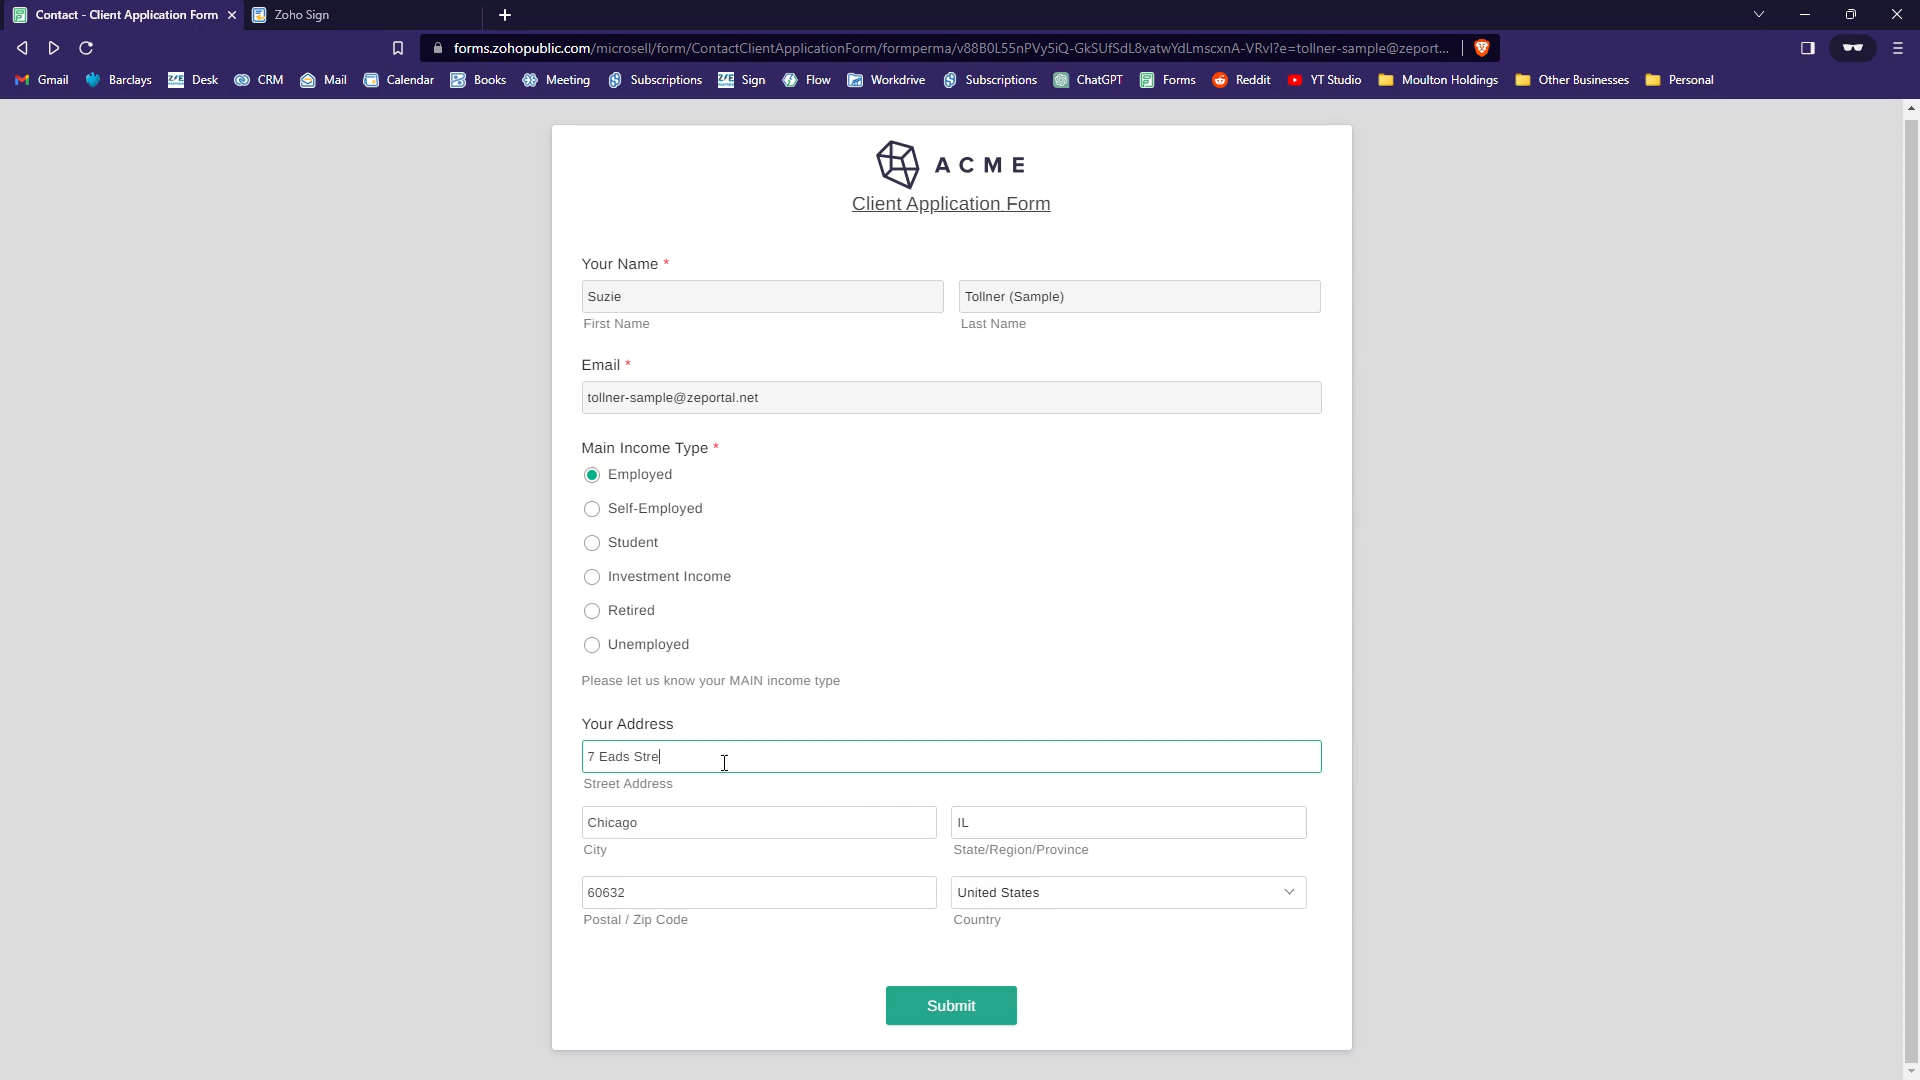 Contact - Client Application Form
Zoho Sign
forms.zohopublic.com/microsell/form/ContactClientApplicationForm/formperma/v88B0L55nPVy5iQ-GkSUfSdL8vatwYdLmscxnA-VRvI?e=tollner-sample@zeport...
Gmail Barclays Desk CRM Mail Calendar Books Meeting Subscriptions Sign Flow Workdrive Subscriptions ChatGPT Forms Reddit YT Studio Moulton Holdings Other Businesses Personal
ACME
Client Application Form
Your Name *
Suzie Tollner (Sample)
First Name Last Name
Email *
tollner-sample@zeportal.net
Main Income Type *
Employed
Self-Employed
Student
Investment Income
Retired
Unemployed
Please let us know your MAIN income type
Your Address
7 Eads Stre
Street Address
Chicago IL
City State/Region/Province
60632 United States
Postal / Zip Code Country
Submit